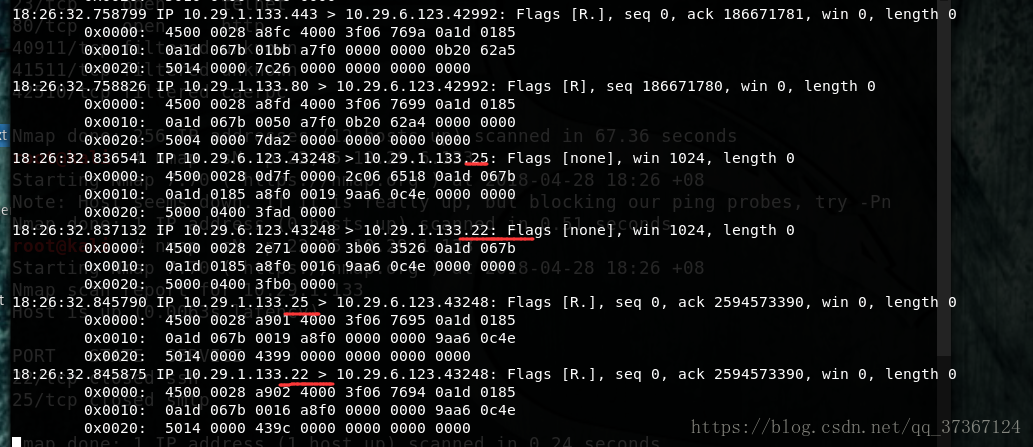 18:26:32.758799 IP 10.29.1.133.443 > 10.29.6.123.42992: Flags [R.], seq 0, ack 186671781, win 0, length 0
0x0000: 4500 0028 a8fc 4000 3f06 769a 0a1d 0185
0x0010: 0a1d 067b 01bb a7f0 0000 0000 0b20 62a5
0x0020: 5014 0000 7c26 0000 0000 0000 0000
18:26:32.758826 IP 10.29.1.133.80 > 10.29.6.123.42992: Flags [R], seq 186671780, win 0, length 0
0x0000: 4500 0028 a8fd 4000 3f06 7699 0a1d 0185
0x0010: 0a1d 067b 0050 a7f0 0b20 62a4 0000 0000
0x0020: 5004 0000 7da2 0000 0000 0000 0000
18:26:32.836541 IP 10.29.6.123.43248 > 10.29.1.133.25: Flags [none], win 1024, length 0
0x0000: 4500 0028 0d7f 0000 2c06 6518 0a1d 067b
0x0010: 0a1d 0185 a8f0 0019 9aa6 0c4e 0000 0000
0x0020: 5000 0400 3fad 0000
18:26:32.837132 IP 10.29.6.123.43248 > 10.29.1.133.22: Flags [none], win 1024, length 0
0x0000: 4500 0028 2e71 0000 3b06 3526 0a1d 067b
0x0010: 0a1d 0185 a8f0 0016 9aa6 0c4e 0000 0000
0x0020: 5000 0400 3fb0 0000
18:26:32.845790 IP 10.29.1.133.25 > 10.29.6.123.43248: Flags [R.], seq 0, ack 2594573390, win 0, length 0
0x0000: 4500 0028 a901 4000 3f06 7695 0a1d 0185
0x0010: 0a1d 067b 0019 a8f0 0000 0000 9aa6 0c4e
0x0020: 5014 0000 4399 0000 0000 0000 0000
18:26:32.845875 IP 10.29.1.133.22 > 10.29.6.123.43248: Flags [R.], seq 0, ack 2594573390, win 0, length 0
0x0000: 4500 0028 a902 4000 3f06 7694 0a1d 0185
0x0010: 0a1d 067b 0016 a8f0 0000 0000 9aa6 0c4e
0x0020: 5014 0000 439c 0000 0000 0000 0000
https://blog.csdn.net/qq_37367124